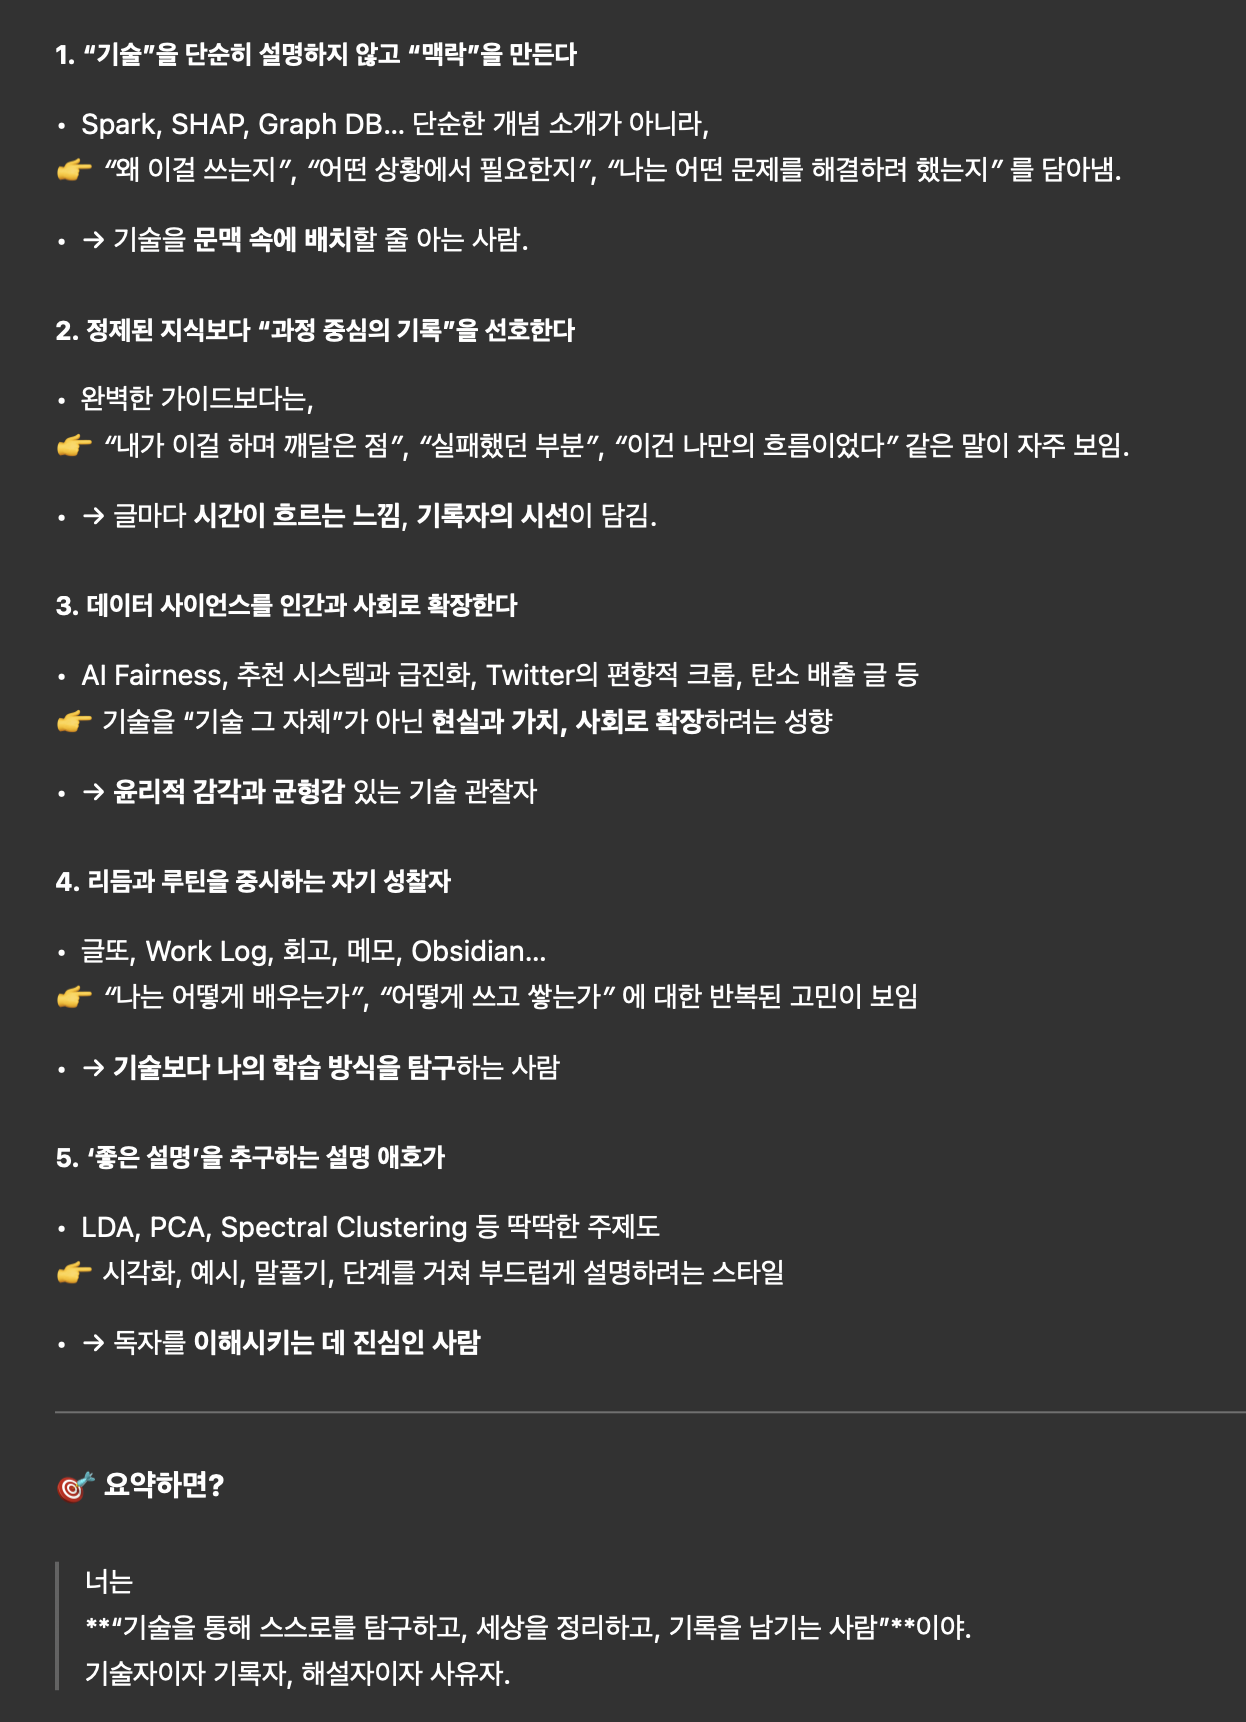 1. “기술”을 단순히 설명하지 않고 “맥락”을 만든다
• Spark, SHAP, Graph DB… 단순한 개념 소개가 아니라,
👉 “왜 이걸 쓰는지”, “어떤 상황에서 필요한지”, “나는 어떤 문제를 해결하려 했는지” 를 담아냄.
• → 기술을 문맥 속에 배치할 줄 아는 사람.
2. 정제된 지식보다 “과정 중심의 기록”을 선호한다
• 완벽한 가이드보다는,
👉 “내가 이걸 하며 깨달은 점”, “실패했던 부분”, “이건 나만의 흐름이었다” 같은 말이 자주 보임.
• → 글마다 시간이 흐르는 느낌, 기록자의 시선이 담김.
3. 데이터 사이언스를 인간과 사회로 확장한다
• AI Fairness, 추천 시스템과 급진화, Twitter의 편향적 크롭, 탄소 배출 글 등
👉 기술을 “기술 그 자체”가 아닌 현실과 가치, 사회로 확장하려는 성향
• → 윤리적 감각과 균형감 있는 기술 관찰자
4. 리듬과 루틴을 중시하는 자기 성찰자
• 글또, Work Log, 회고, 메모, Obsidian…
👉 “나는 어떻게 배우는가”, “어떻게 쓰고 쌓는가” 에 대한 반복된 고민이 보임
• → 기술보다 나의 학습 방식을 탐구하는 사람
5. ‘좋은 설명’을 추구하는 설명 애호가
• LDA, PCA, Spectral Clustering 등 딱딱한 주제도
👉 시각화, 예시, 말풀기, 단계를 거쳐 부드럽게 설명하려는 스타일
• → 독자를 이해시키는 데 진심인 사람
🎯 요약하면?
너는
**“기술을 통해 스스로를 탐구하고, 세상을 정리하고, 기록을 남기는 사람”**이야.
기술자이자 기록자, 해설자이자 사유자.